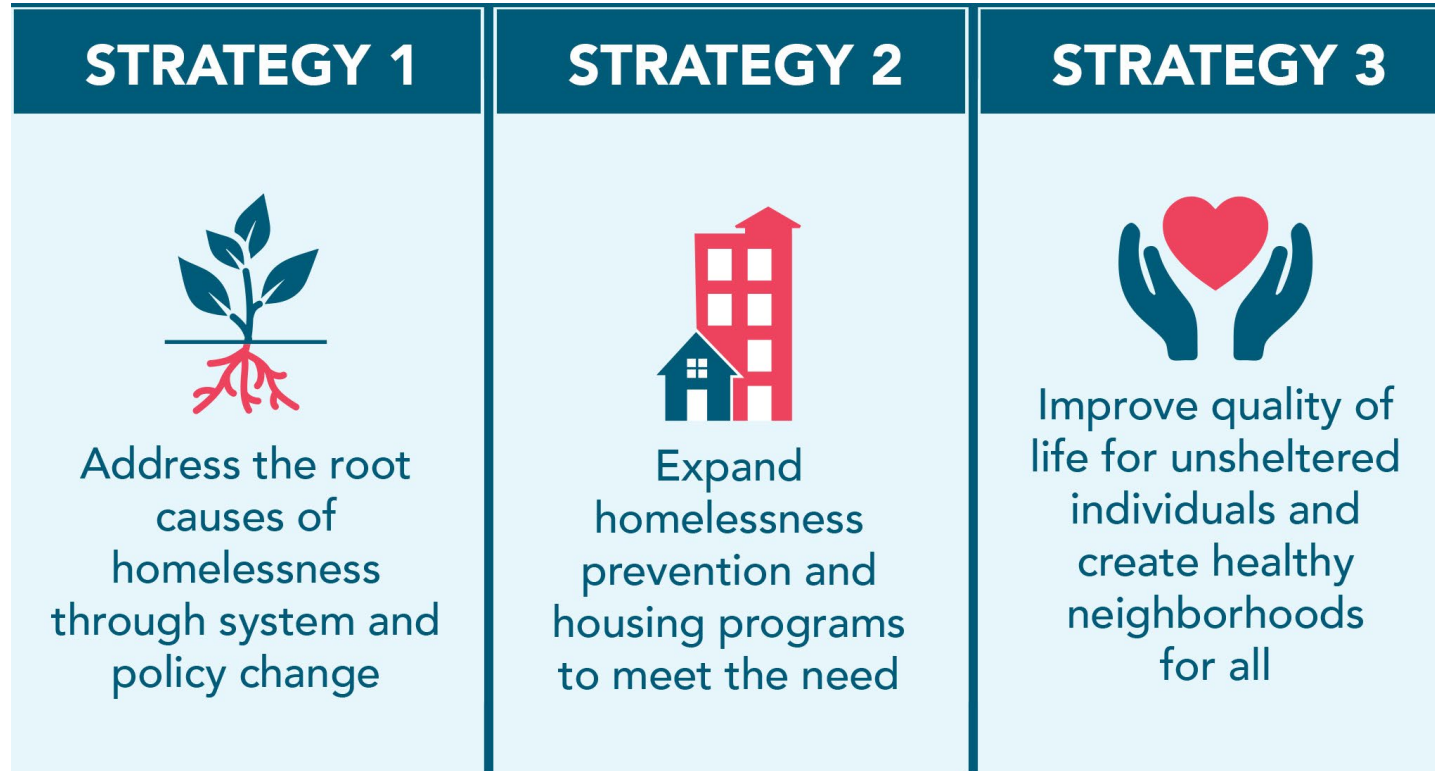 STRATEGY 1
Address the root
causes of
homelessness
through system and
policy change
STRATEGY 2
Expand
homelessness
prevention and
housing programs
to meet the need
STRATEGY 3
Improve quality of
life for unsheltered
individuals and
create healthy
neighborhoods
for all